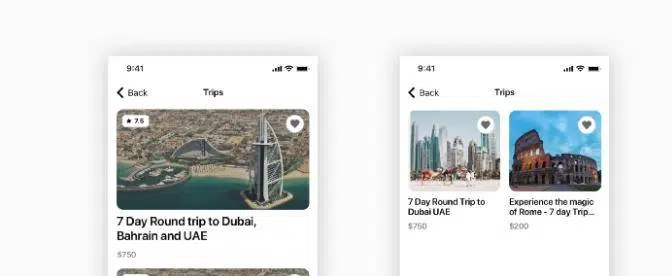 9:41
Back Trips
★ 7.6
7 Day Round trip to Dubai,
Bahrain and UAE
$750
9:41
Back Trips
7 Day Round Trip to
Dubai UAE
$750
Experience the magic
of Rome - 7 day Trip...
$200